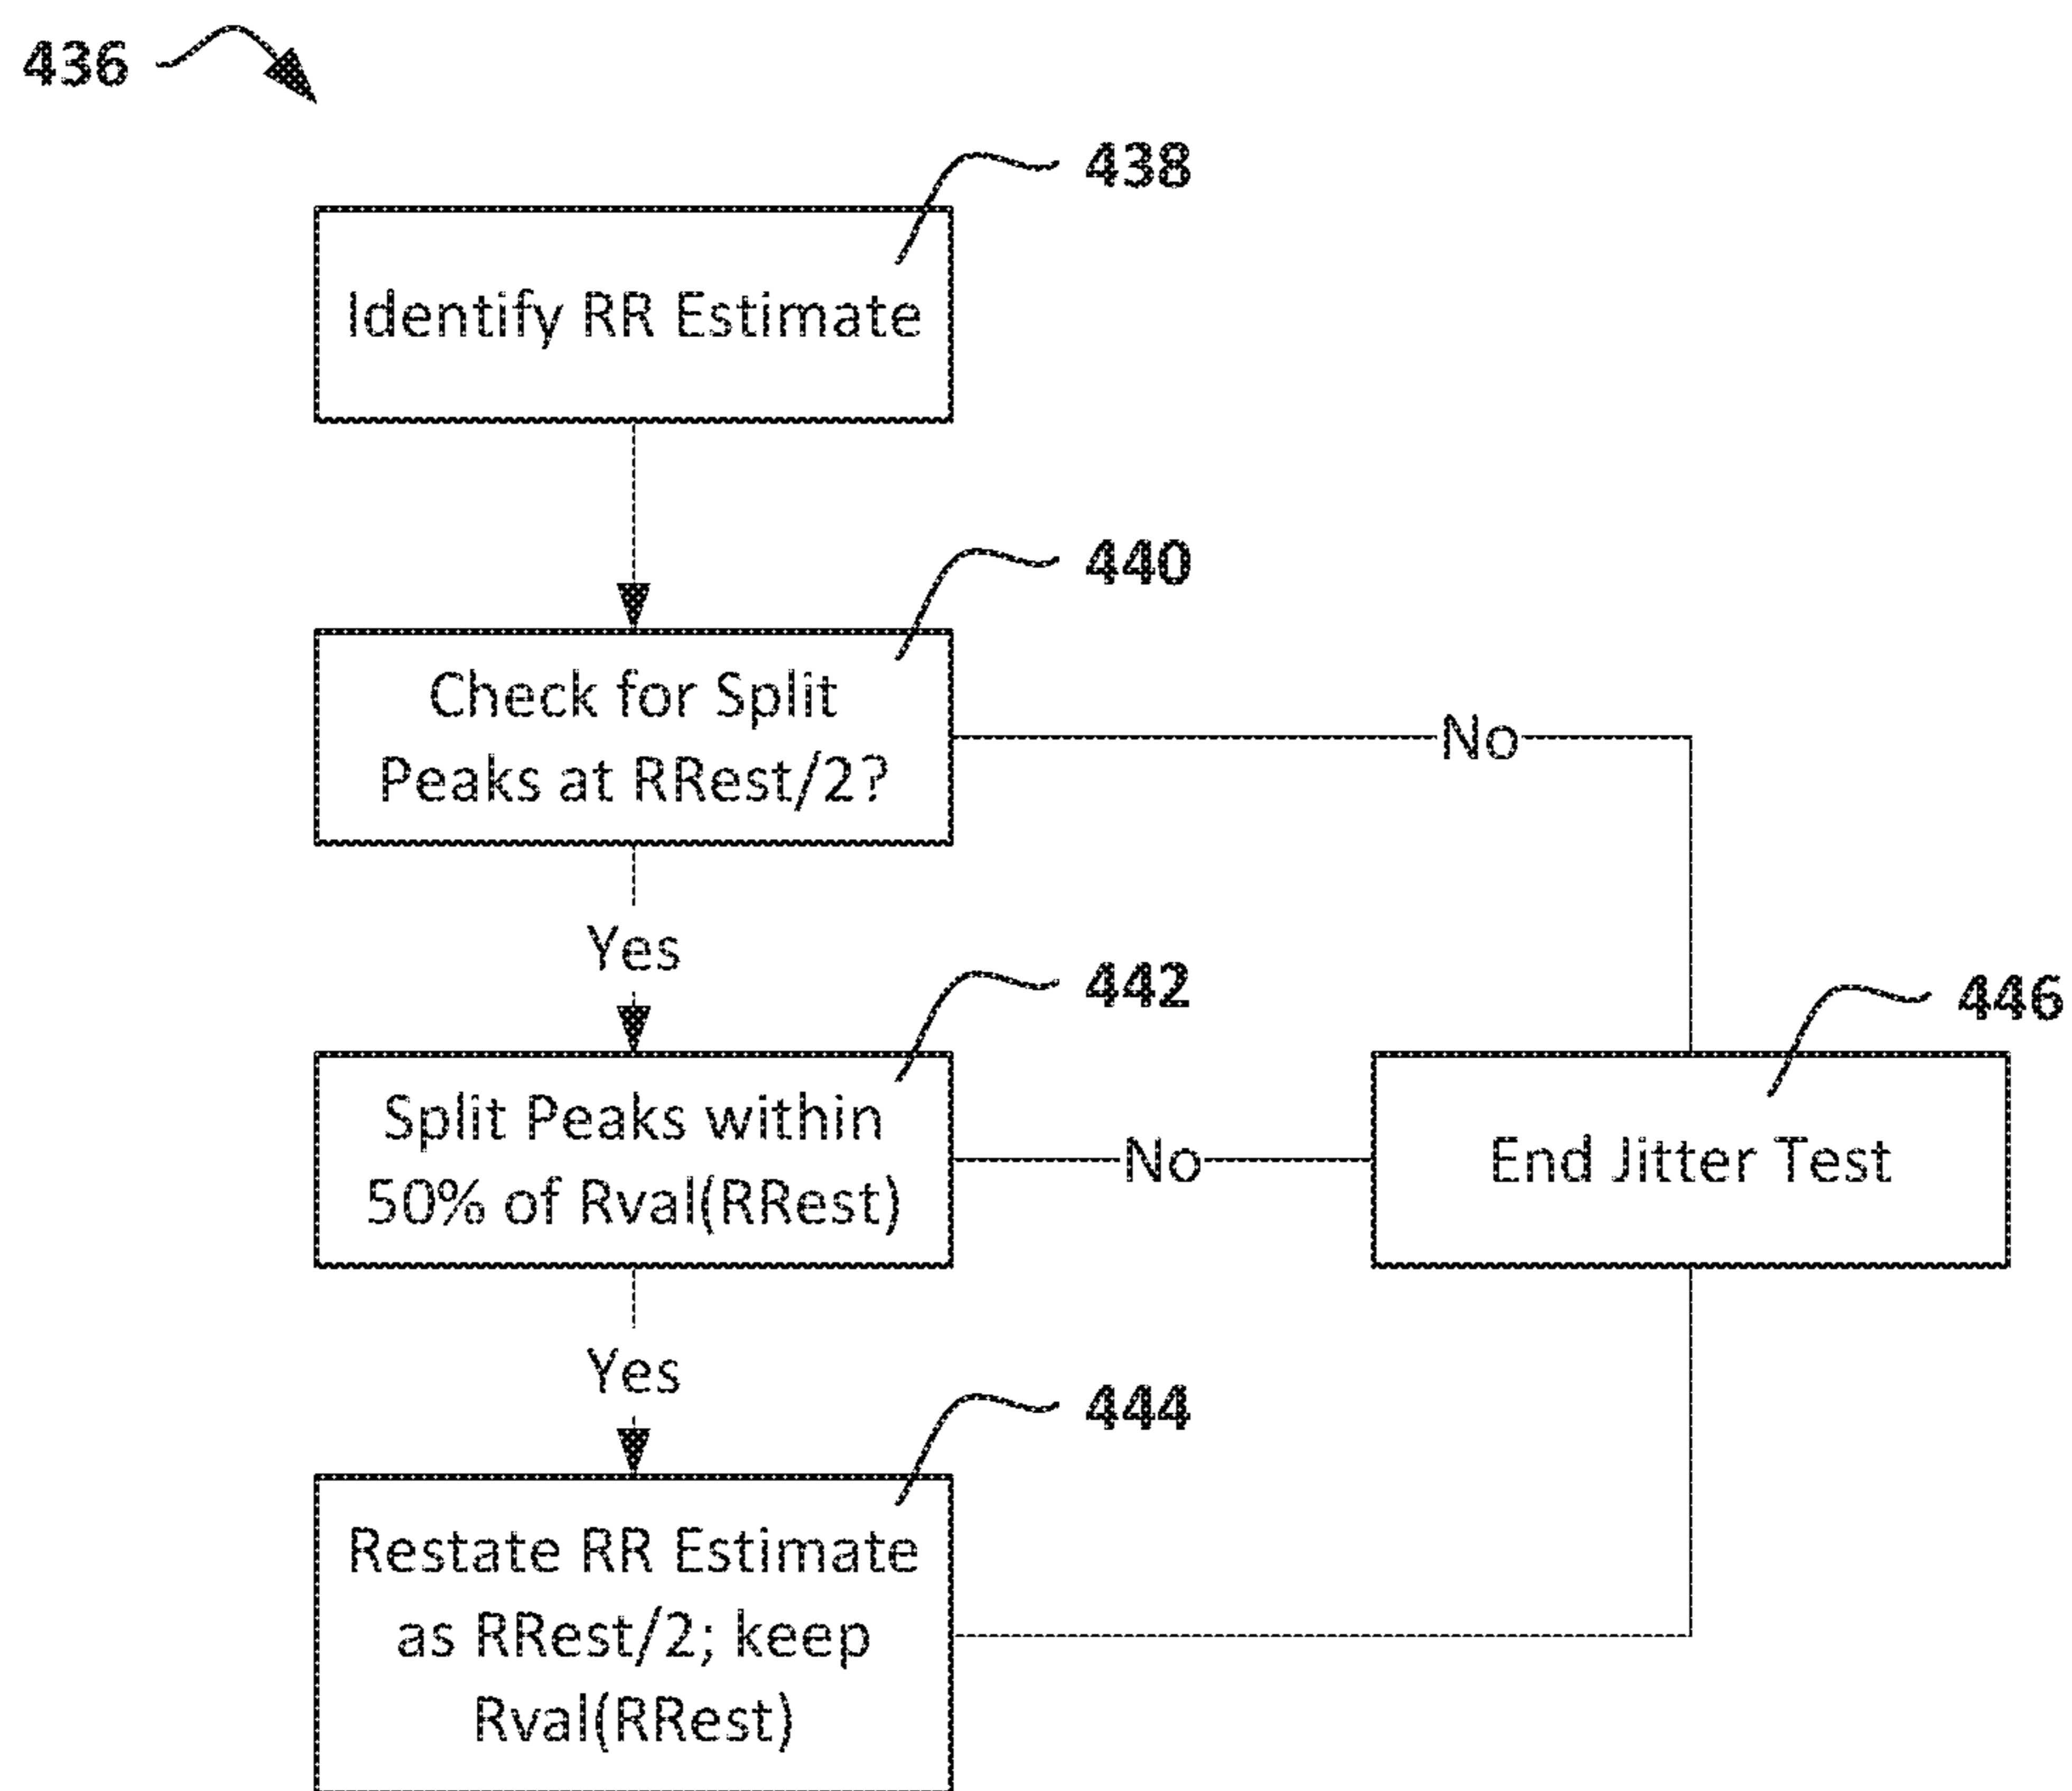 436
438
Identify RR Estimate
440
Check for Split
Peaks at RRest/2?
No
Yes
442
446
Split Peaks within
50% of Rval(RRest)
No
End Jitter Test
Yes
444
Restate RR Estimate
as RRest/2; keep
Rval(RRest)